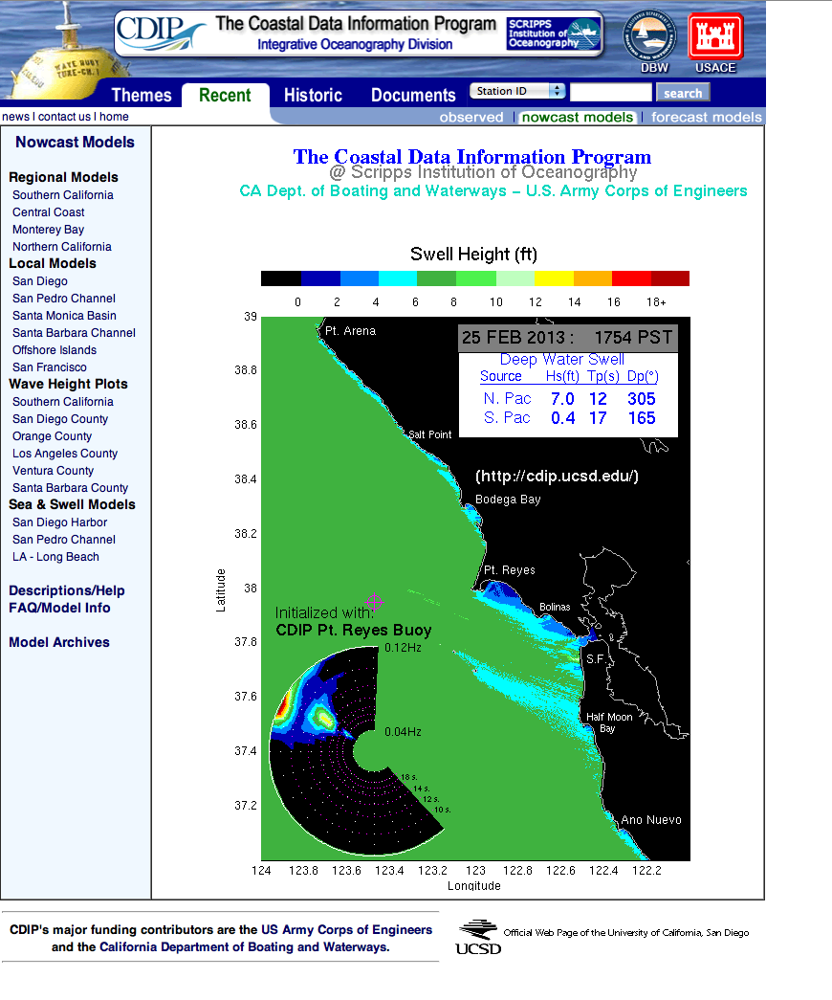 CDIP
The Coastal Data Information Program
Integrative Oceanography Division
SCRIPPS
Institution of
Oceanography
WAVE BUOY
DBW
USACE
Themes Recent Historic Documents Station ID search
news | contact us | home
observed | nowcast models | forecast models
Nowcast Models
Regional Models
Southern California
Central Coast
Monterey Bay
Northern California
Local Models
San Diego
San Pedro Channel
Santa Monica Basin
Santa Barbara Channel
Offshore Islands
San Francisco
Wave Height Plots
Southern California
San Diego County
Orange County
Los Angeles County
Ventura County
Santa Barbara County
Sea & Swell Models
San Diego Harbor
San Pedro Channel
LA - Long Beach
Descriptions/Help
FAQ/Model Info
Model Archives
The Coastal Data Information Program
@ Scripps Institution of Oceanography
CA Dept. of Boating and Waterways – U.S. Army Corps of Engineers
Swell Height (ft)
0 2 4 6 8 10 12 14 16 18+
39
38.8
38.6
38.4
38.2
38
37.8
37.6
37.4
37.2
Latitude
25 FEB 2013 : 1754 PST
Deep Water Swell
Source Hs(ft) Tp(s) Dp(°)
N. Pac 7.0 12 305
S. Pac 0.4 17 165
(http://cdip.ucsd.edu/)
Pt. Arena
Salt Point
Bodega Bay
Pt. Reyes
Bolinas
S.F.
Half Moon
Bay
Ano Nuevo
Initialized with:
CDIP Pt. Reyes Buoy
0.12Hz
0.04Hz
18 s.
14 s.
12 s.
10 s.
124 123.8 123.6 123.4 123.2 123 122.8 122.6 122.4 122.2
Longitude
CDIP's major funding contributors are the US Army Corps of Engineers
and the California Department of Boating and Waterways.
UCSD
Official Web Page of the University of California, San Diego